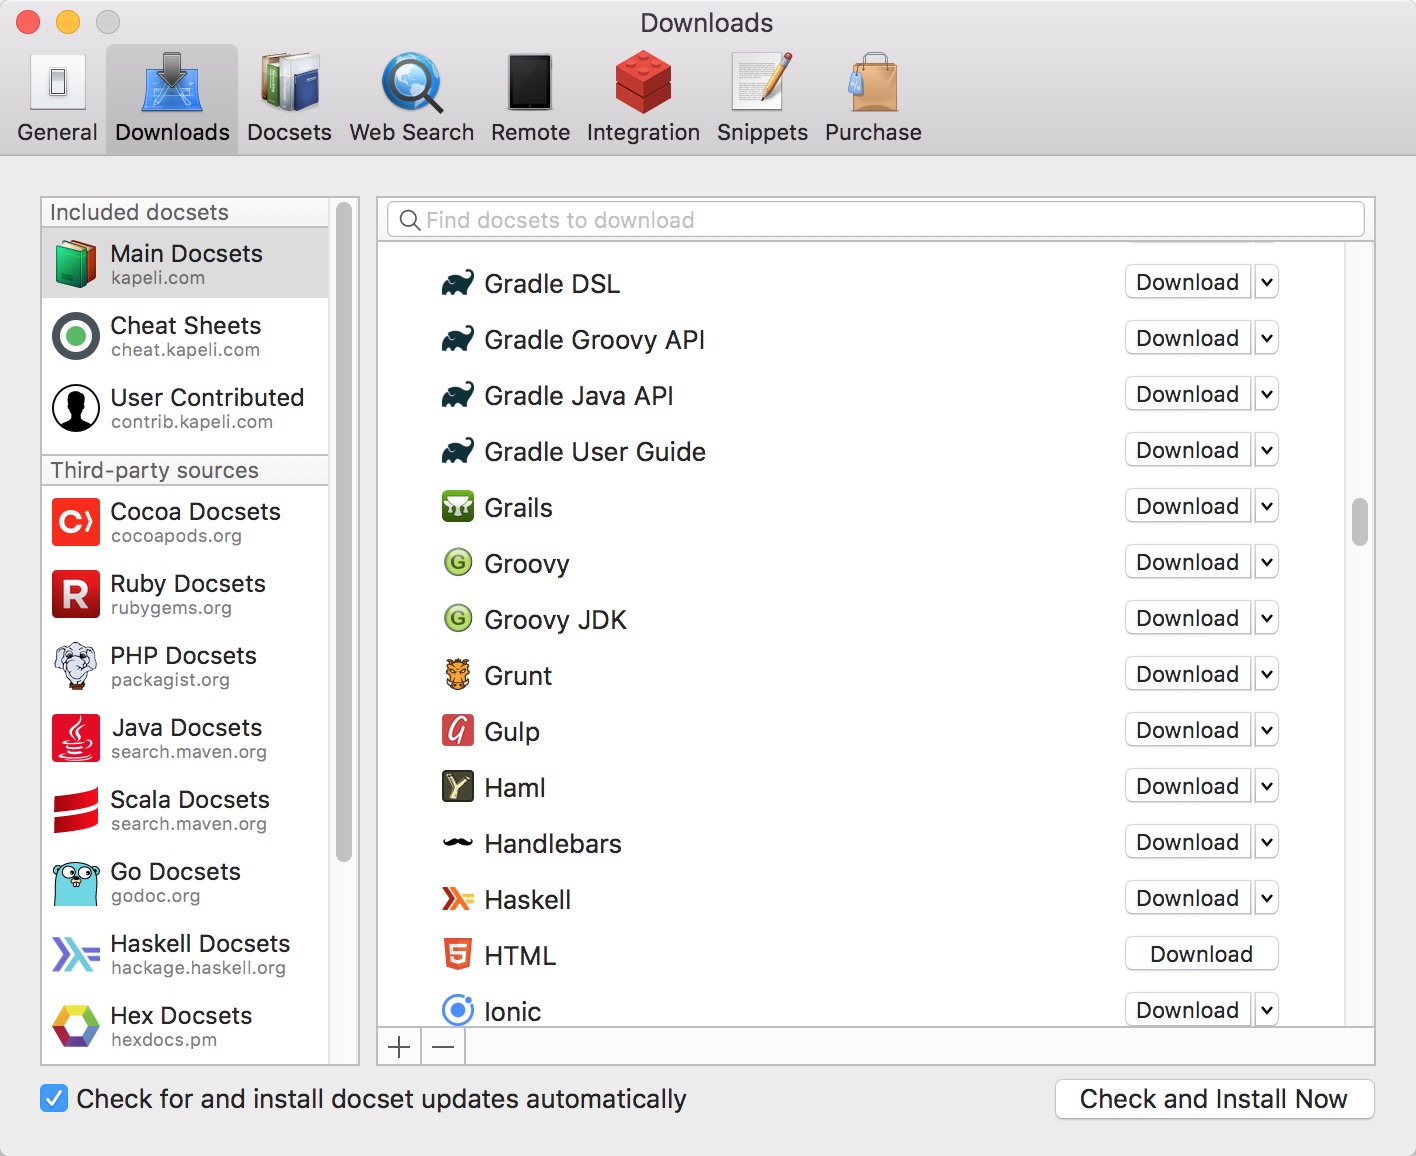 Downloads
General
Downloads
Docsets
Web Search
Remote
Integration
Snippets
Purchase
Included docsets
Main Docsets
kapeli.com
Cheat Sheets
cheat.kapeli.com
User Contributed
contrib.kapeli.com
Third-party sources
Cocoa Docsets
cocoapods.org
Ruby Docsets
rubygems.org
PHP Docsets
packagist.org
Java Docsets
search.maven.org
Scala Docsets
search.maven.org
Go Docsets
godoc.org
Haskell Docsets
hackage.haskell.org
Hex Docsets
hexdocs.pm
Find docsets to download
Gradle DSL Download
Gradle Groovy API Download
Gradle Java API Download
Gradle User Guide Download
Grails Download
Groovy Download
Groovy JDK Download
Grunt Download
Gulp Download
Haml Download
Handlebars Download
Haskell Download
HTML Download
Ionic Download
Check for and install docset updates automatically
Check and Install Now